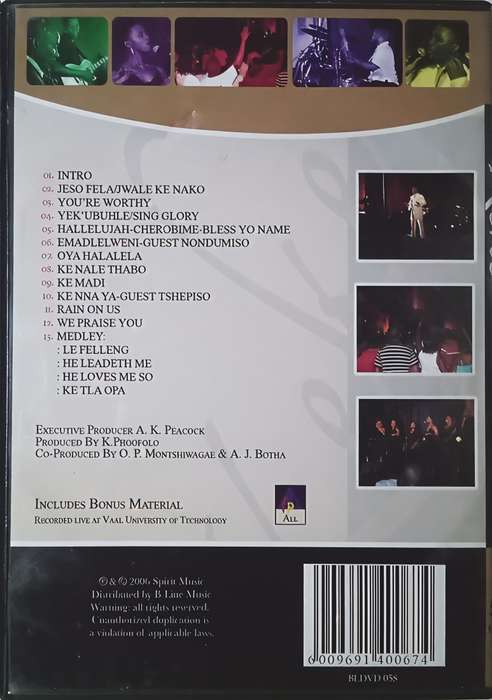 01. INTRO
02. JESO FELA/JWALE KE NAKO
03. YOU'RE WORTHY
04. YEK'UBUHLE/SING GLORY
05. HALLELUJAH-CHEROBIME-BLESS YO NAME
06. EMADLELWENI-GUEST NONDUMISO
07. OYA HALALELA
08. KE NALE THABO
09. KE MADI
10. KE NNA YA-GUEST TSHEPISO
11. RAIN ON US
12. WE PRAISE YOU
13. MEDLEY:
: LE FELLENG
: HE LEADETH ME
: HE LOVES ME SO
: KE TLA OPA
EXECUTIVE PRODUCER A. K. PEACOCK
PRODUCED BY K.PHOOFOLO
CO-PRODUCED BY O. P. MONTSHIWAGAE & A. J. BOTHA
INCLUDES BONUS MATERIAL
RECORDED LIVE AT VAAL UNIVERSITY OF TECHNOLOGY
P
ALL
℗ & © 2006 Spirit Music
Distributed by B Line Music
Warning: all rights reserved.
Unauthorized duplication is
a violation of applicable laws.
6009691400674
BLDVD 058